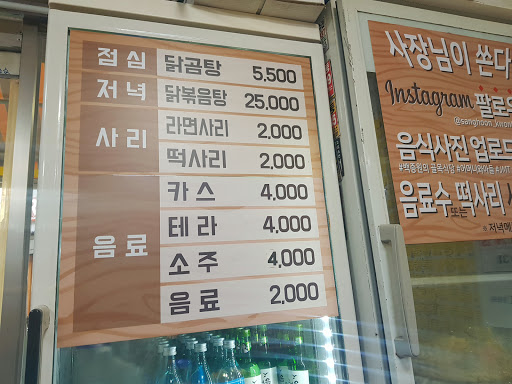 점심 닭곰탕 5,500
저녁 닭볶음탕 25,000
사리 라면사리 2,000
떡사리 2,000
음료 카스 4,000
테라 4,000
소주 4,000
음료 2,000
사장님이 쏜다
Instagram 팔로우
음식사진 업로드
음료수 또는 떡사리